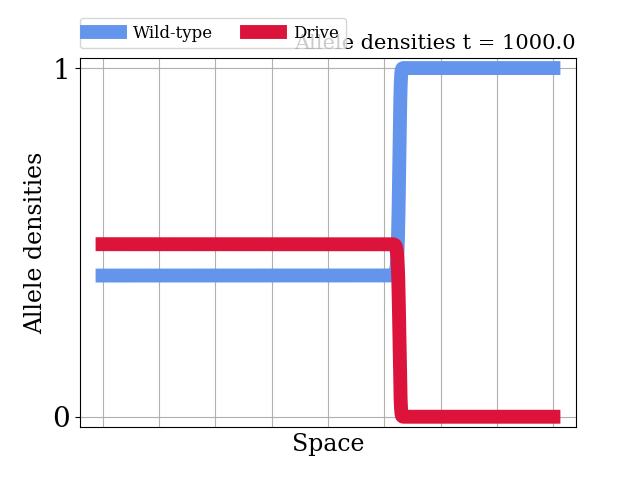 Wild-type Drive
Allele densities t = 1000.0
1
Allele densities
0
Space